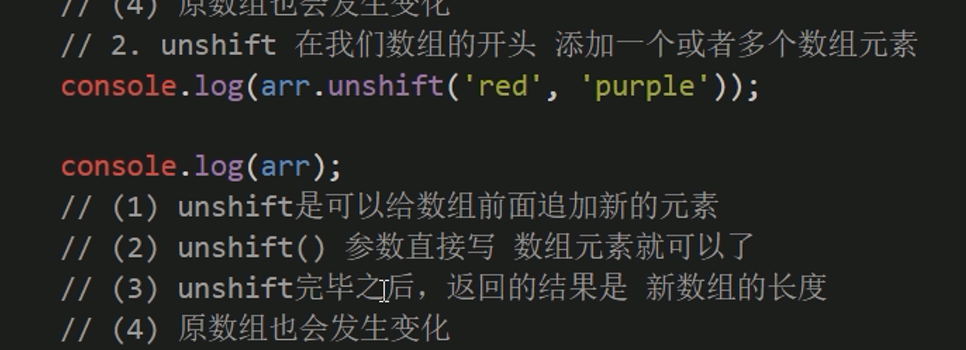 // (4) 原数组也会发生变化
// 2. unshift 在我们数组的开头 添加一个或者多个数组元素
console.log(arr.unshift('red', 'purple'));
console.log(arr);
// (1) unshift是可以给数组前面追加新的元素
// (2) unshift() 参数直接写 数组元素就可以了
// (3) unshift完毕之后，返回的结果是 新数组的长度
// (4) 原数组也会发生变化